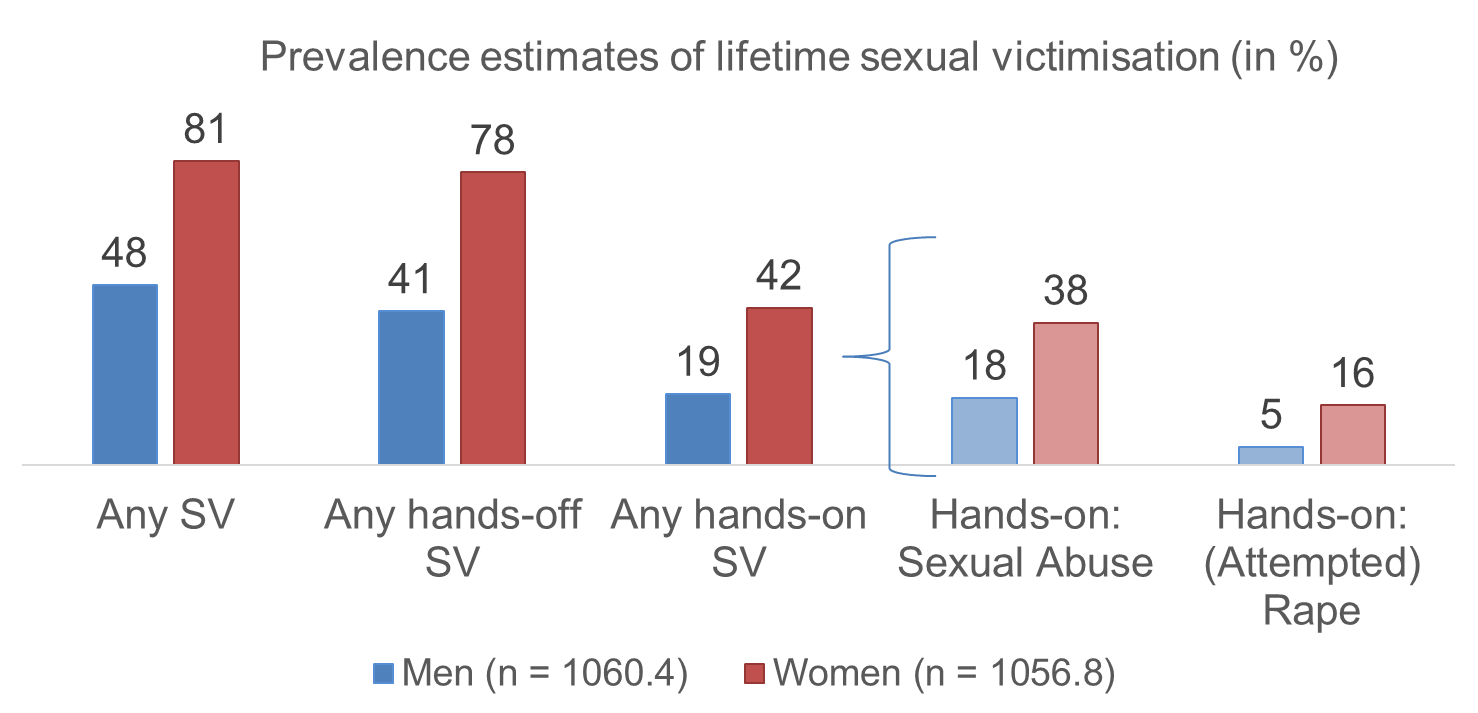 Prevalence estimates of lifetime sexual victimisation (in %)
48
81
41
78
19
42
18
38
5
16
Any SV
Any hands-off
SV
Any hands-on
SV
Hands-on:
Sexual Abuse
Hands-on:
(Attempted)
Rape
Men (n = 1060.4)
Women (n = 1056.8)